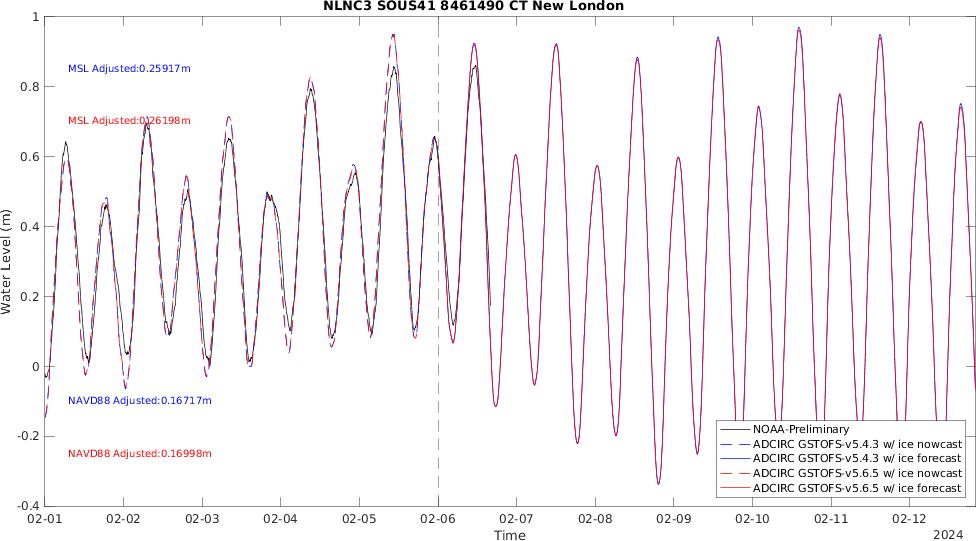 NLNC3 SOUS41 8461490 CT New London
Water Level (m)
1
0.8
0.6
0.4
0.2
0
-0.2
-0.4
MSL Adjusted:0.25917m
MSL Adjusted:0.26198m
NAVD88 Adjusted:0.16717m
NAVD88 Adjusted:0.16998m
NOAA-Preliminary
ADCIRC GSTOFS-v5.4.3 w/ ice nowcast
ADCIRC GSTOFS-v5.4.3 w/ ice forecast
ADCIRC GSTOFS-v5.6.5 w/ ice nowcast
ADCIRC GSTOFS-v5.6.5 w/ ice forecast
02-01 02-02 02-03 02-04 02-05 02-06 02-07 02-08 02-09 02-10 02-11 02-12
Time
2024